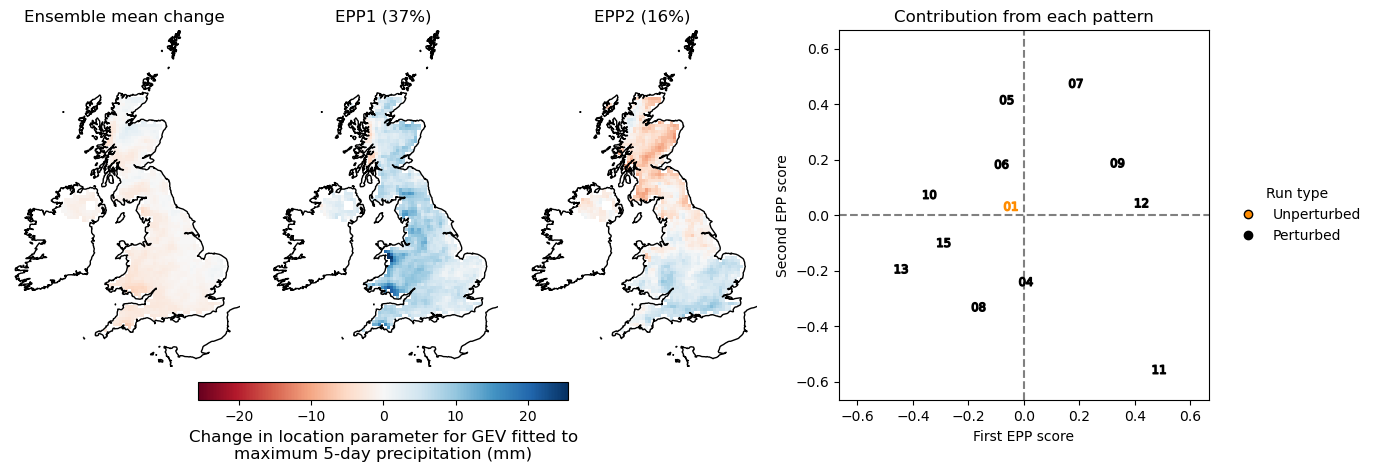 Ensemble mean change
EPP1 (37%)
EPP2 (16%)
−20 −10 0 10 20
Change in location parameter for GEV fitted to
maximum 5-day precipitation (mm)
Contribution from each pattern
Second EPP score
0.6
0.4
0.2
0.0
−0.2
−0.4
−0.6
07
05
06
09
10
12
01
15
13
04
08
11
−0.6 −0.4 −0.2 0.0 0.2 0.4 0.6
First EPP score
Run type
Unperturbed
Perturbed